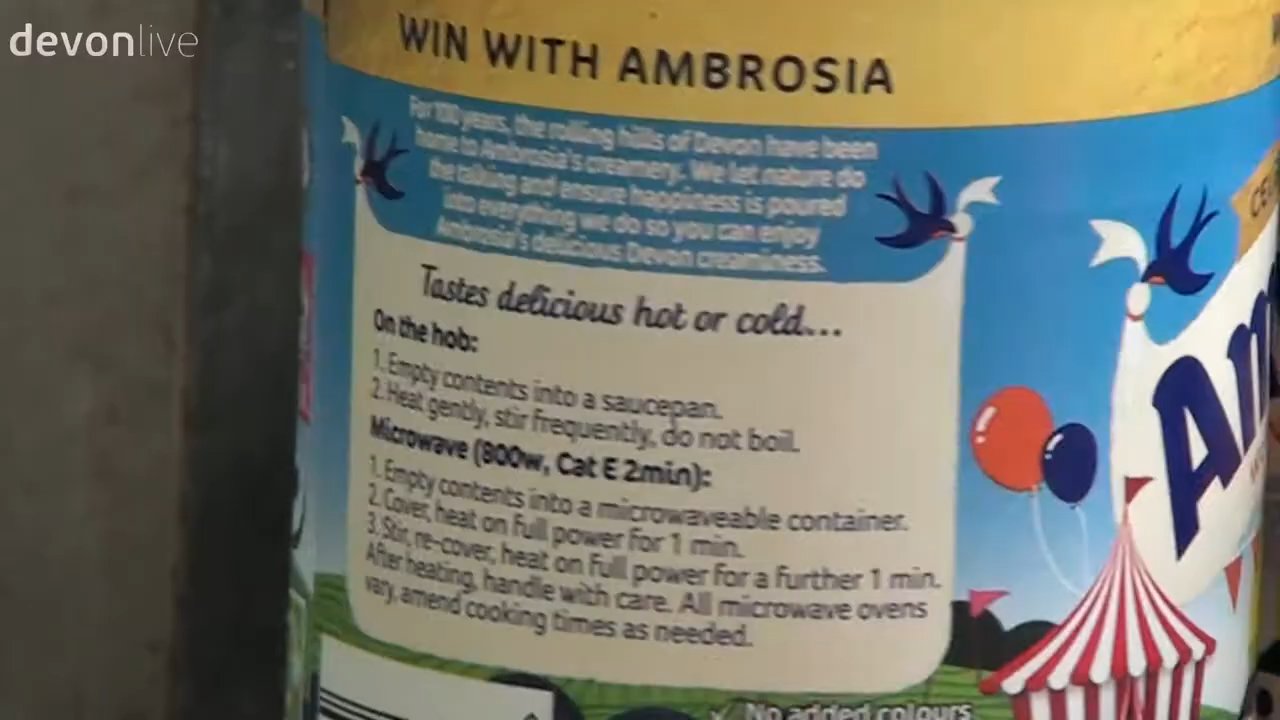 devonlive
WIN WITH AMBROSIA
For 100 years, the rolling hills of Devon have been
home to Ambrosia's creamery. We let nature do
the talking and ensure happiness is poured
into everything we do so you can enjoy
Ambrosia's delicious Devon creaminess.
Tastes delicious hot or cold...
On the hob:
1. Empty contents into a saucepan.
2. Heat gently, stir frequently, do not boil.
Microwave (800w, Cat E 2min):
1. Empty contents into a microwaveable container.
2. Cover, heat on full power for 1 min.
3. Stir, re-cover, heat on full power for a further 1 min.
After heating, handle with care. All microwave ovens
vary, amend cooking times as needed.
Am
No added colours